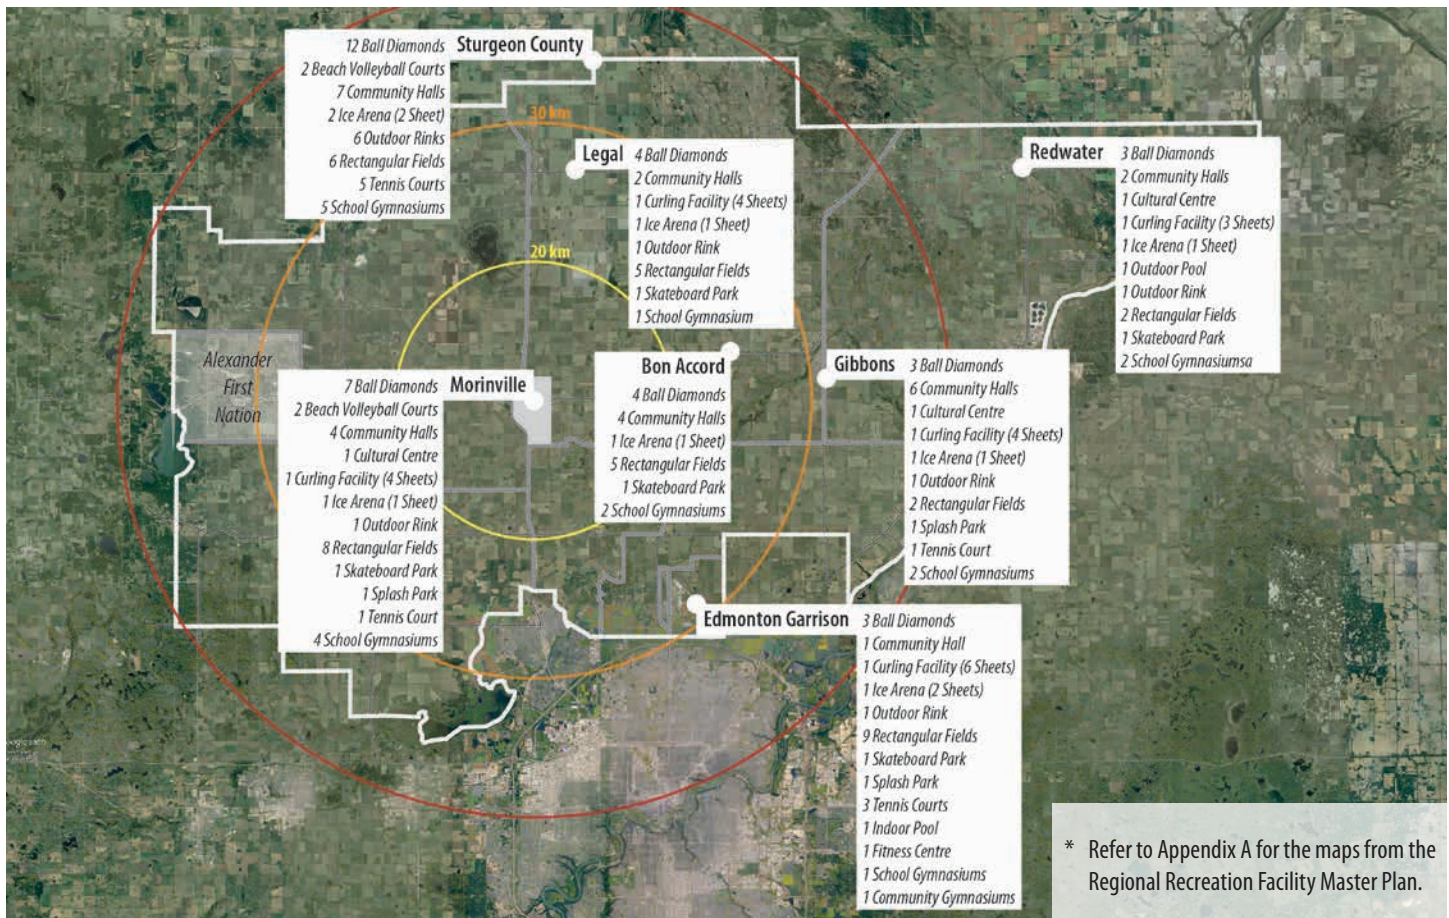 Sturgeon County
12 Ball Diamonds
2 Beach Volleyball Courts
7 Community Halls
2 Ice Arena (2 Sheet)
6 Outdoor Rinks
6 Rectangular Fields
5 Tennis Courts
5 School Gymnasiums
30 km
Legal
4 Ball Diamonds
2 Community Halls
1 Curling Facility (4 Sheets)
1 Ice Arena (1 Sheet)
1 Outdoor Rink
5 Rectangular Fields
1 Skateboard Park
1 School Gymnasium
Redwater
3 Ball Diamonds
2 Community Halls
1 Cultural Centre
1 Curling Facility (3 Sheets)
1 Ice Arena (1 Sheet)
1 Outdoor Pool
1 Outdoor Rink
2 Rectangular Fields
1 Skateboard Park
2 School Gymnasiumsa
20 km
Alexander
First
Nation
Morinville
7 Ball Diamonds
2 Beach Volleyball Courts
4 Community Halls
1 Cultural Centre
1 Curling Facility (4 Sheets)
1 Ice Arena (1 Sheet)
1 Outdoor Rink
8 Rectangular Fields
1 Skateboard Park
1 Splash Park
1 Tennis Court
4 School Gymnasiums
Bon Accord
4 Ball Diamonds
4 Community Halls
1 Ice Arena (1 Sheet)
5 Rectangular Fields
1 Skateboard Park
2 School Gymnasiums
Gibbons
3 Ball Diamonds
6 Community Halls
1 Cultural Centre
1 Curling Facility (4 Sheets)
1 Ice Arena (1 Sheet)
1 Outdoor Rink
2 Rectangular Fields
1 Splash Park
1 Tennis Court
2 School Gymnasiums
Edmonton Garrison
3 Ball Diamonds
1 Community Hall
1 Curling Facility (6 Sheets)
1 Ice Arena (2 Sheets)
1 Outdoor Rink
9 Rectangular Fields
1 Skateboard Park
1 Splash Park
3 Tennis Courts
1 Indoor Pool
1 Fitness Centre
1 School Gymnasiums
1 Community Gymnasiums
* Refer to Appendix A for the maps from the
Regional Recreation Facility Master Plan.